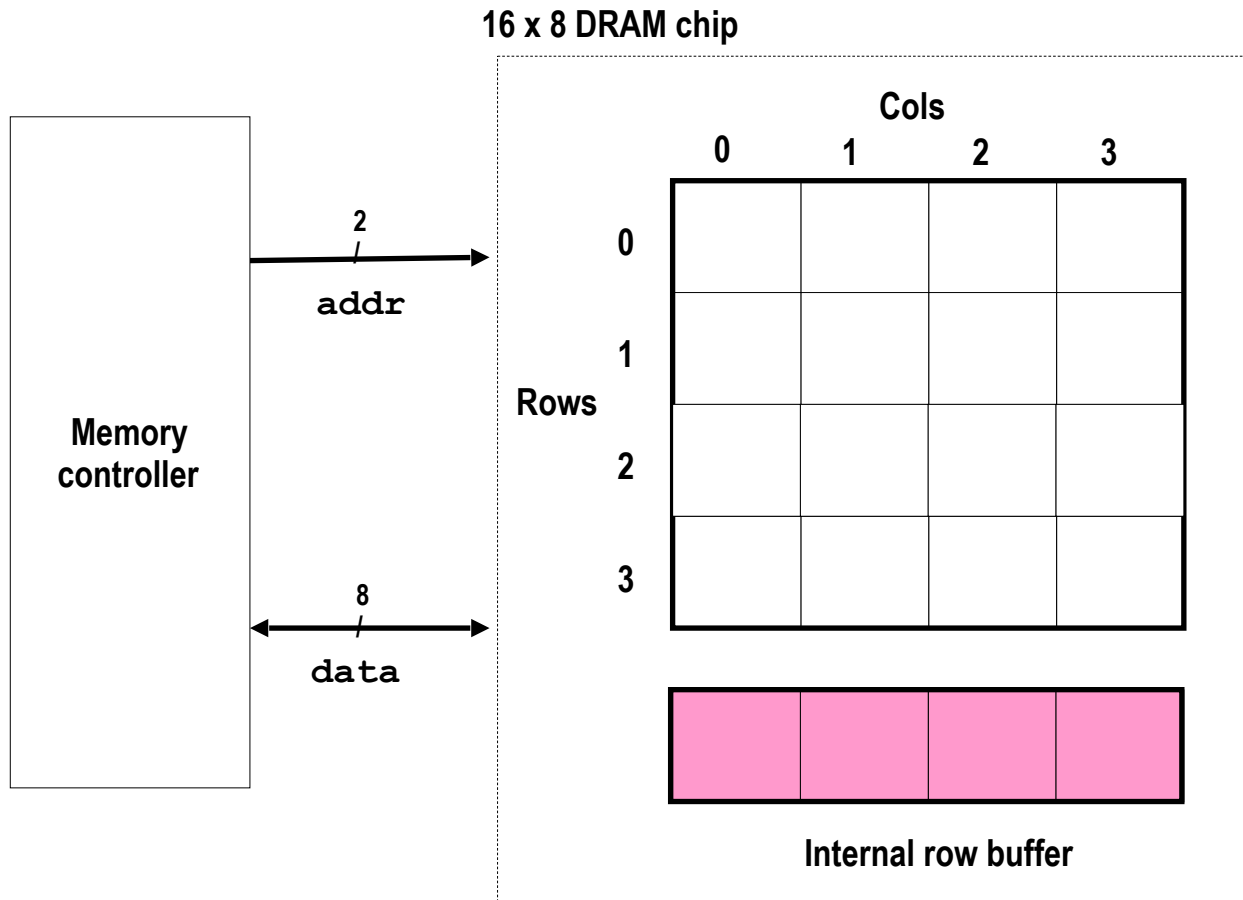 16 x 8 DRAM chip
Cols
0 1 2 3
2
addr
0
1
Rows
2
3
Memory
controller
8
data
Internal row buffer